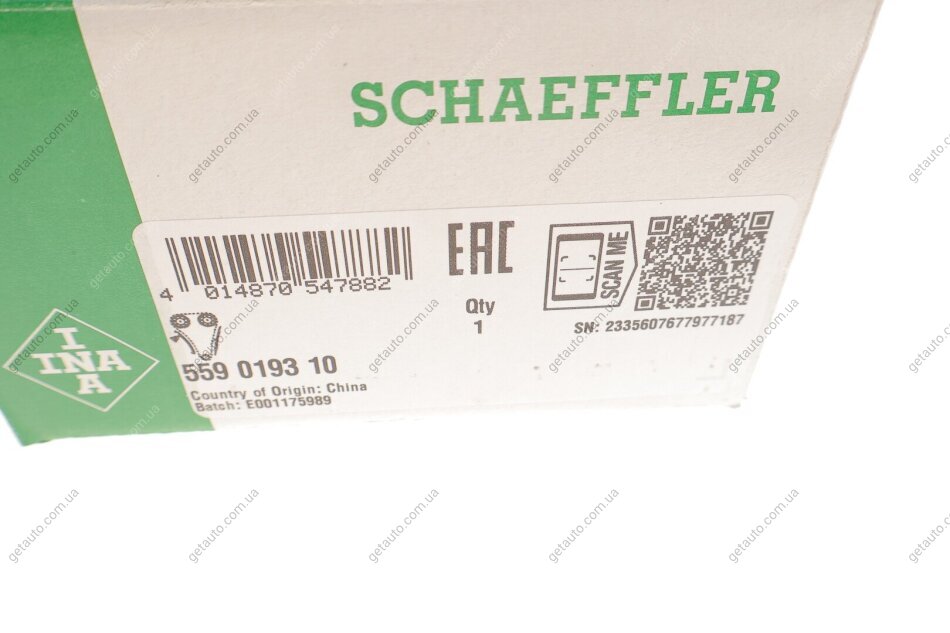 SCHAEFFLER
4 014870 547882
EAC
SCAN ME
Qty
1
SN: 2335607677977187
I
INA
A
559 0193 10
Country of Origin: China
Batch: E001175989
getauto.com.ua